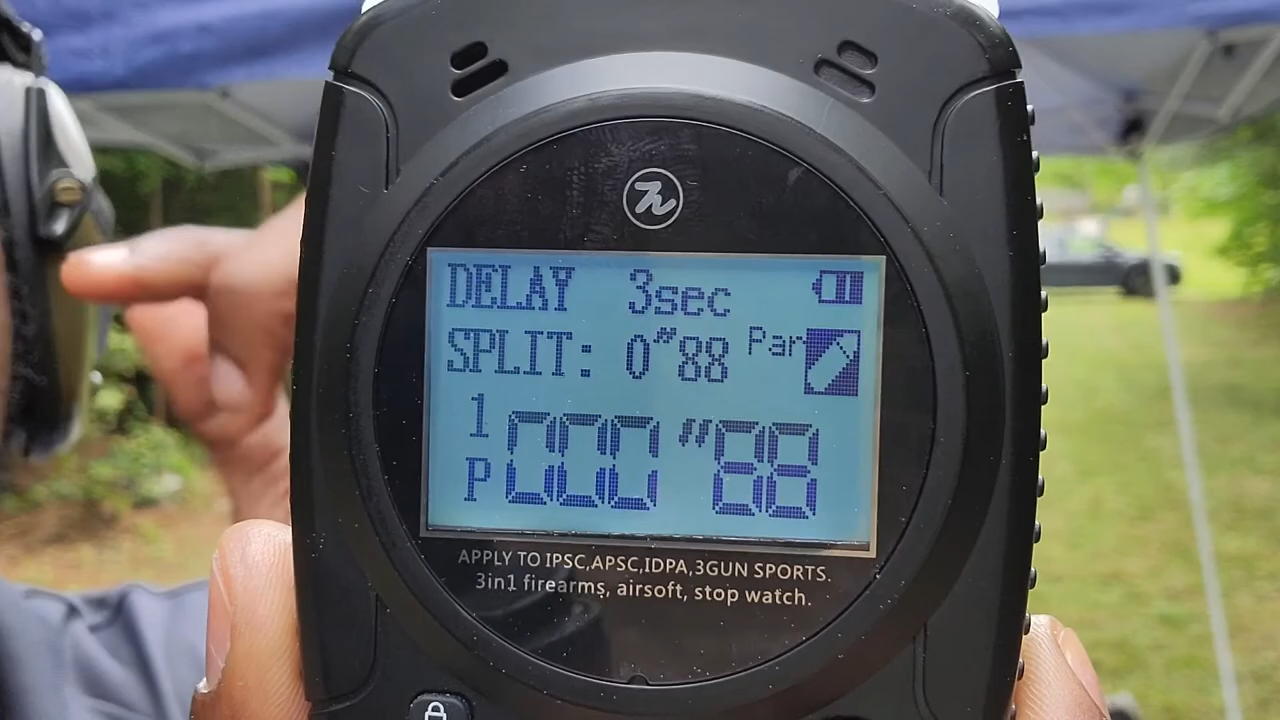 DELAY 3sec
SPLIT: 0"88 Par
1
P 000"88
APPLY TO IPSC,APSC,IDPA,3GUN SPORTS.
3in1 firearms, airsoft, stop watch.